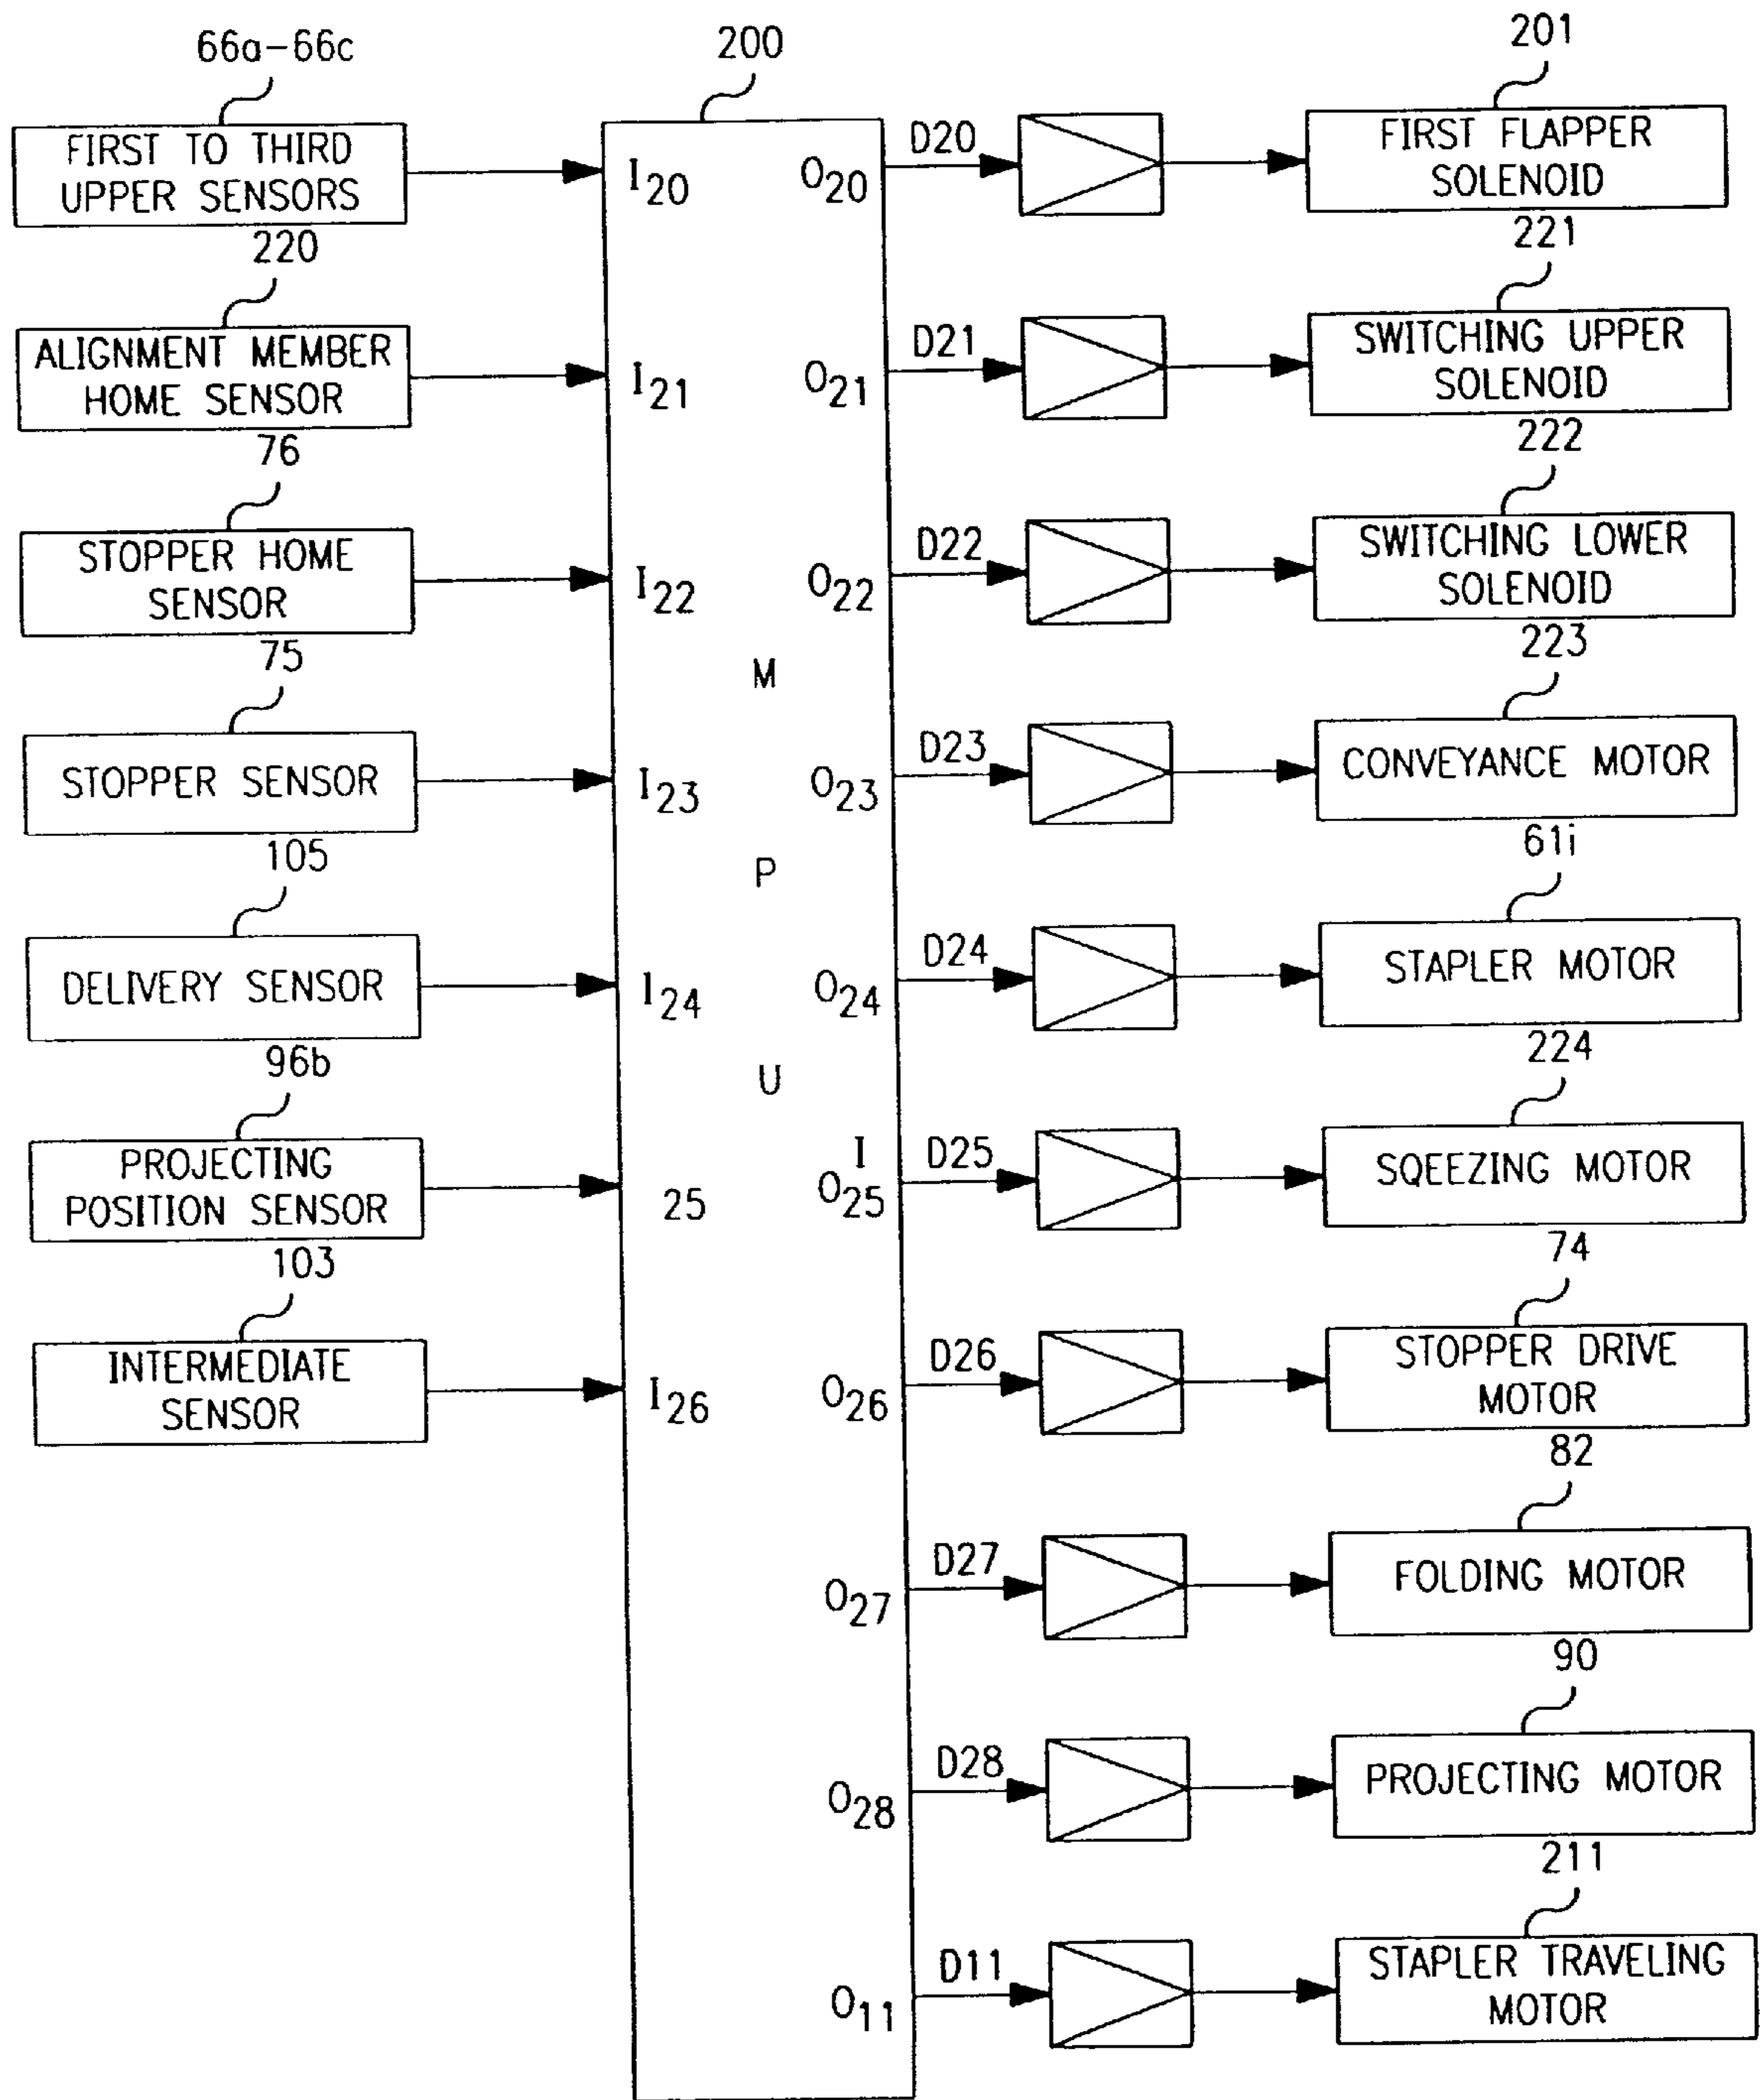 66a-66c
FIRST TO THIRD
UPPER SENSORS
220
ALIGNMENT MEMBER
HOME SENSOR
76
STOPPER HOME
SENSOR
75
STOPPER SENSOR
105
DELIVERY SENSOR
96b
PROJECTING
POSITION SENSOR
103
INTERMEDIATE
SENSOR
200
I20
I21
I22
I23
I24
25
I26
M
P
U
I
O20
O21
O22
O23
O24
O25
O26
O27
O28
O11
D20
D21
D22
D23
D24
D25
D26
D27
D28
D11
201
FIRST FLAPPER
SOLENOID
221
SWITCHING UPPER
SOLENOID
222
SWITCHING LOWER
SOLENOID
223
CONVEYANCE MOTOR
61i
STAPLER MOTOR
224
SQEEZING MOTOR
74
STOPPER DRIVE
MOTOR
82
FOLDING MOTOR
90
PROJECTING MOTOR
211
STAPLER TRAVELING
MOTOR